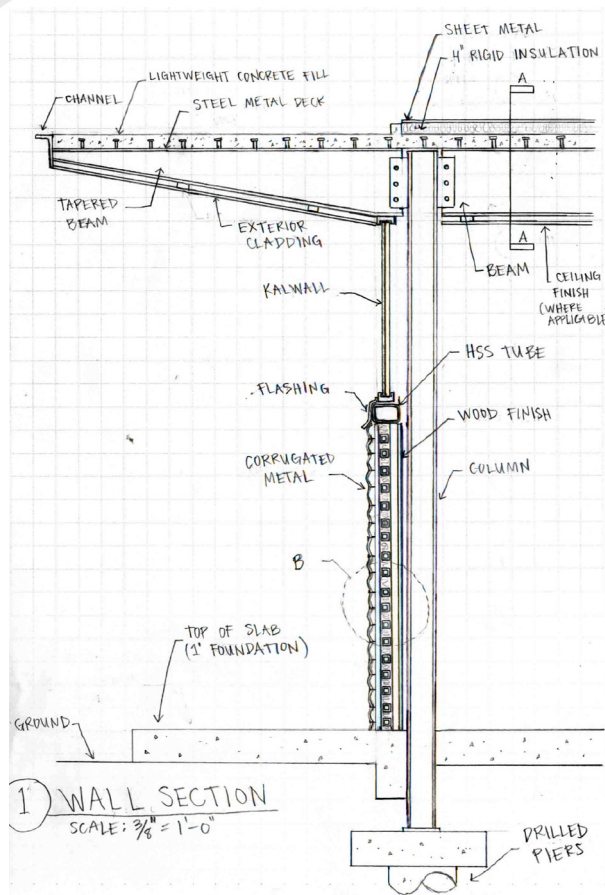 SHEET METAL
4" RIGID INSULATION
LIGHTWEIGHT CONCRETE FILL
CHANNEL
STEEL METAL DECK
A
TAPERED
BEAM
EXTERIOR
CLADDING
A
BEAM
CEILING
FINISH
(WHERE
APPLICABLE
KALWALL
HSS TUBE
FLASHING
WOOD FINISH
CORRUGATED
METAL
COLUMN
B
TOP OF SLAB
(1' FOUNDATION)
GROUND
1 WALL SECTION
SCALE: 3/8" = 1'-0"
DRILLED
PIERS